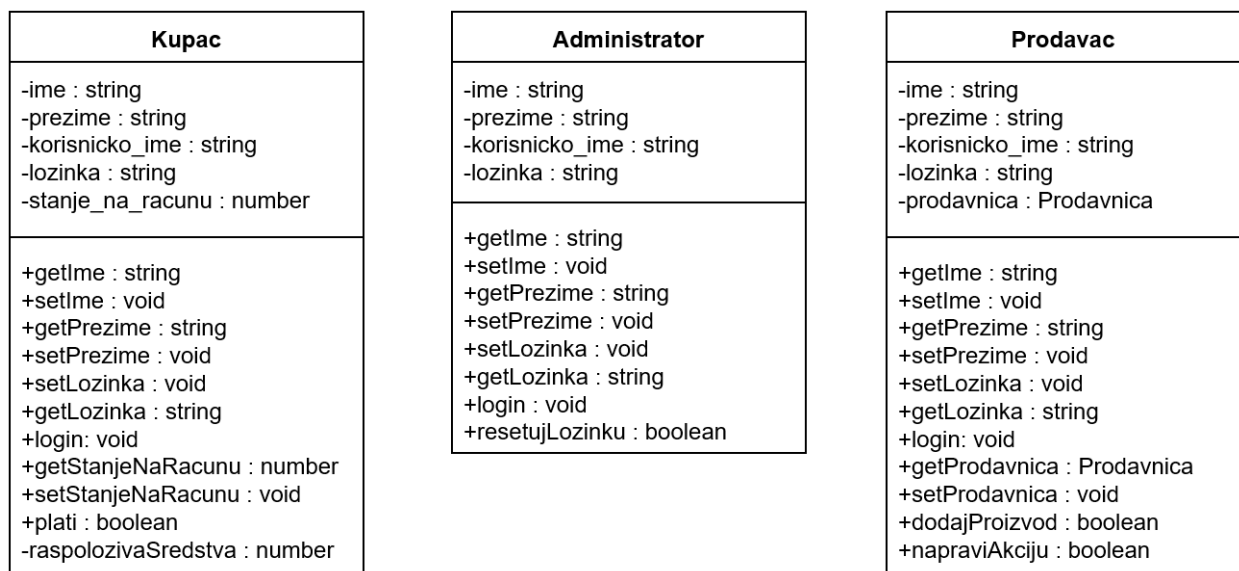 Kupac
-ime : string
-prezime : string
-korisnicko_ime : string
-lozinka : string
-stanje_na_racunu : number
+getIme : string
+setIme : void
+getPrezime : string
+setPrezime : void
+setLozinka : void
+getLozinka : string
+login: void
+getStanjeNaRacunu : number
+setStanjeNaRacunu : void
+plati : boolean
-raspolozivaSredstva : number
Administrator
-ime : string
-prezime : string
-korisnicko_ime : string
-lozinka : string
+getIme : string
+setIme : void
+getPrezime : string
+setPrezime : void
+setLozinka : void
+getLozinka : string
+login : void
+resetujLozinku : boolean
Prodavac
-ime : string
-prezime : string
-korisnicko_ime : string
-lozinka : string
-prodavnica : Prodavnica
+getIme : string
+setIme : void
+getPrezime : string
+setPrezime : void
+setLozinka : void
+getLozinka : string
+login: void
+getProdavnica : Prodavnica
+setProdavnica : void
+dodajProizvod : boolean
+napraviAkciju : boolean